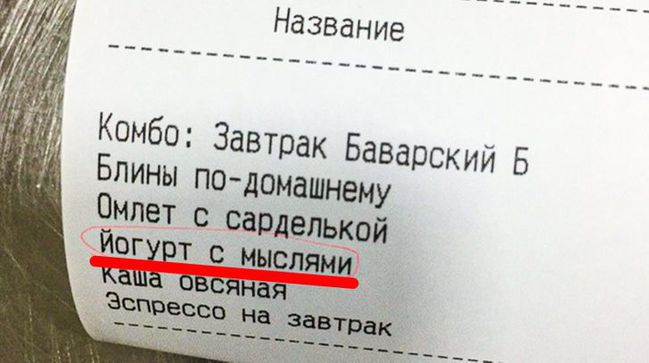 Название
Комбо: Завтрак Баварский Б
Блины по-домашнему
Омлет с сарделькой
Йогурт с мыслями
Каша овсяная
Эспрессо на завтрак